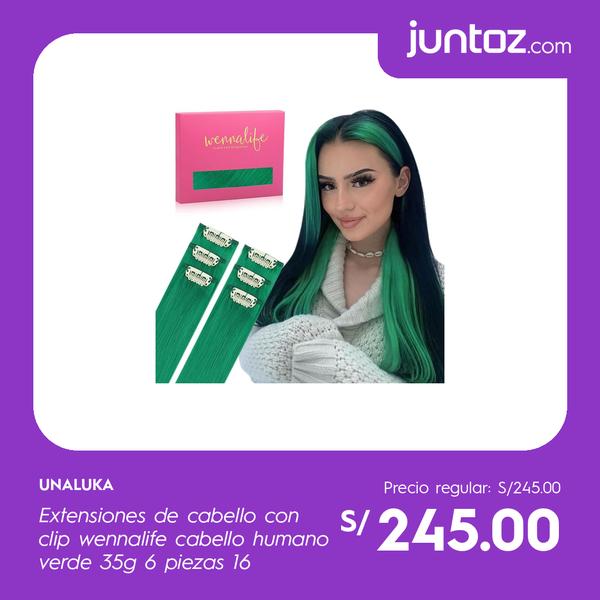 juntoz.com
wennalife
UNALUKA
Extensiones de cabello con
clip wennalife cabello humano
verde 35g 6 piezas 16
Precio regular: S/245.00
S/ 245.00